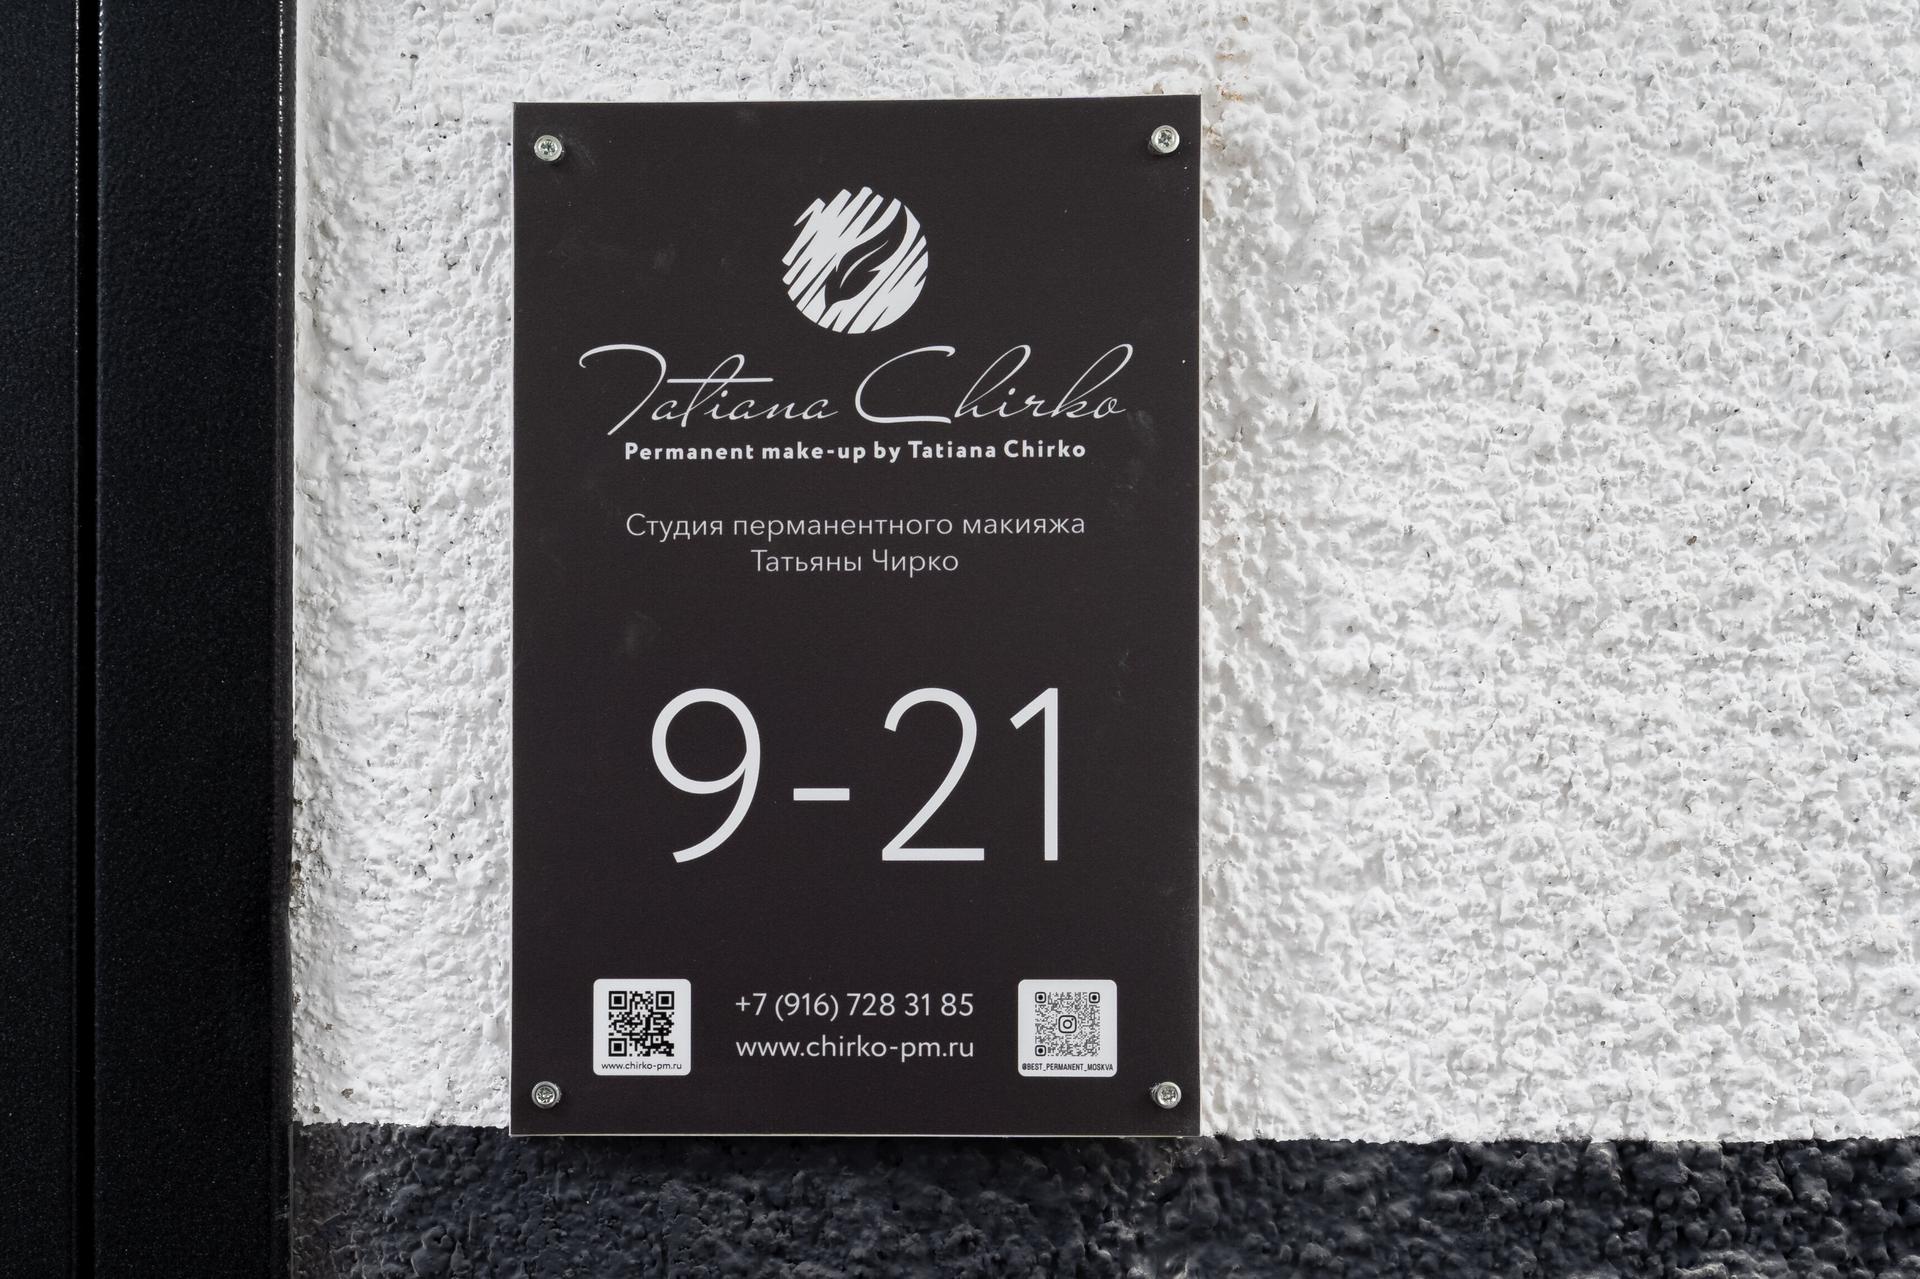 Tatiana Chirko
Permanent make-up by Tatiana Chirko
Студия перманентного макияжа
Татьяны Чирко
9-21
+7 (916) 728 31 85
www.chirko-pm.ru
www.chirko-pm.ru
@BEST_PERMANENT_MOSKVA